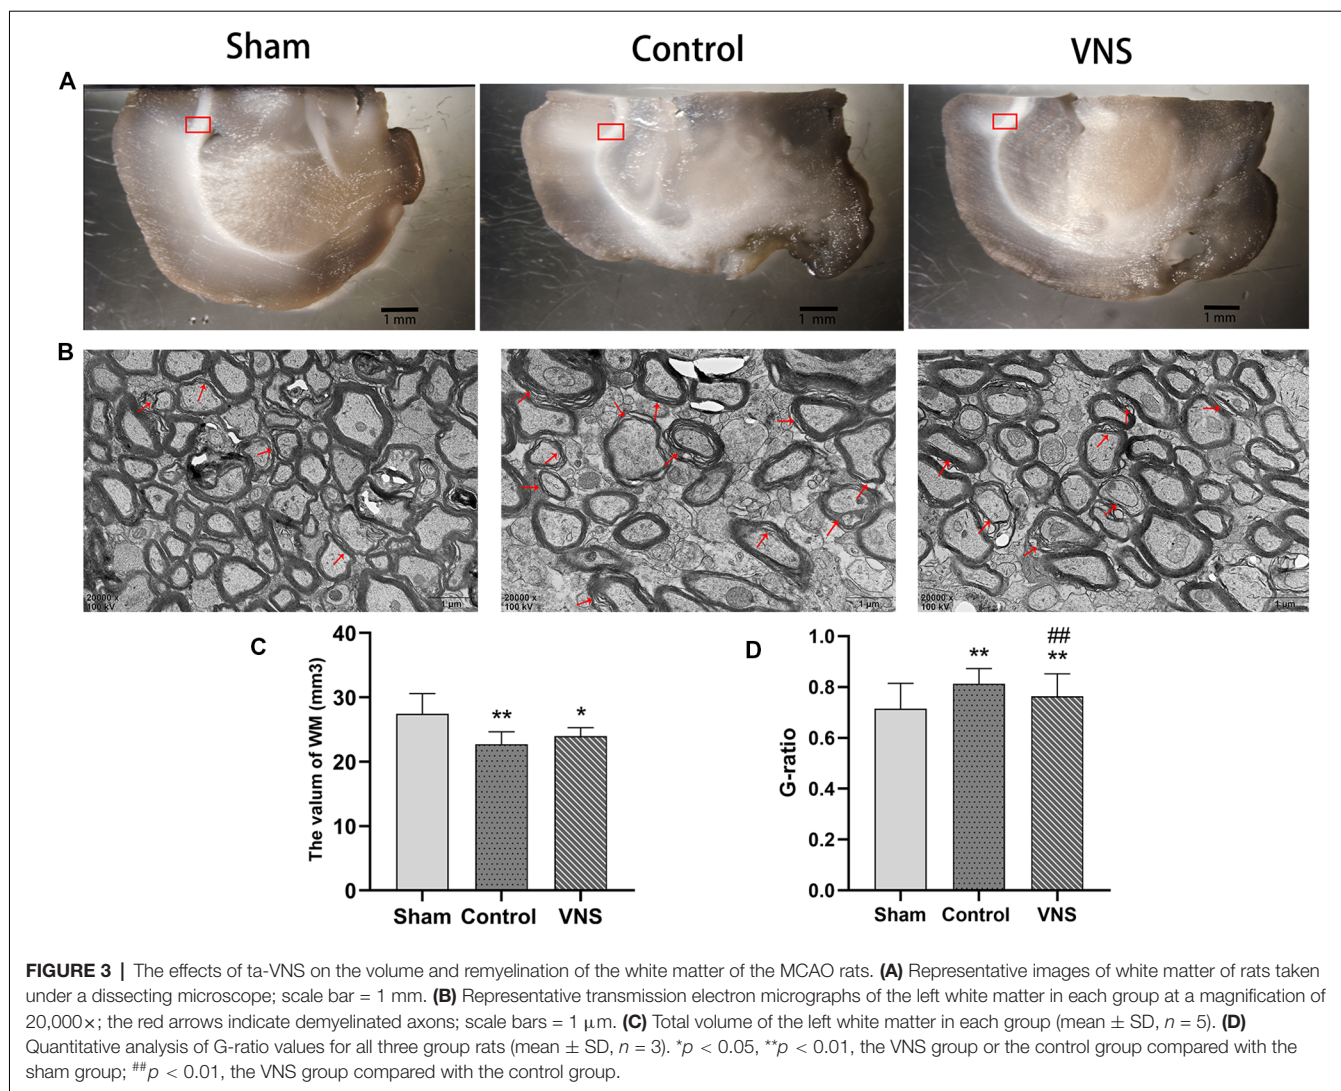 Sham Control VNS
A
1 mm 1 mm 1 mm
B
20000 x
100 kV
1 µm
20000 x
100 kV
1 µm
20000 x
100 kV
1 µm
C
The valum of WM (mm3)
40
30
20
10
0
** *
Sham Control VNS
D
G-ratio
1.0
0.8
0.6
0.4
0.2
0.0
##
** **
Sham Control VNS
FIGURE 3 | The effects of ta-VNS on the volume and remyelination of the white matter of the MCAO rats. (A) Representative images of white matter of rats taken
under a dissecting microscope; scale bar = 1 mm. (B) Representative transmission electron micrographs of the left white matter in each group at a magnification of
20,000×; the red arrows indicate demyelinated axons; scale bars = 1 µm. (C) Total volume of the left white matter in each group (mean ± SD, n = 5). (D)
Quantitative analysis of G-ratio values for all three group rats (mean ± SD, n = 3). *p < 0.05, **p < 0.01, the VNS group or the control group compared with the
sham group; ##p < 0.01, the VNS group compared with the control group.